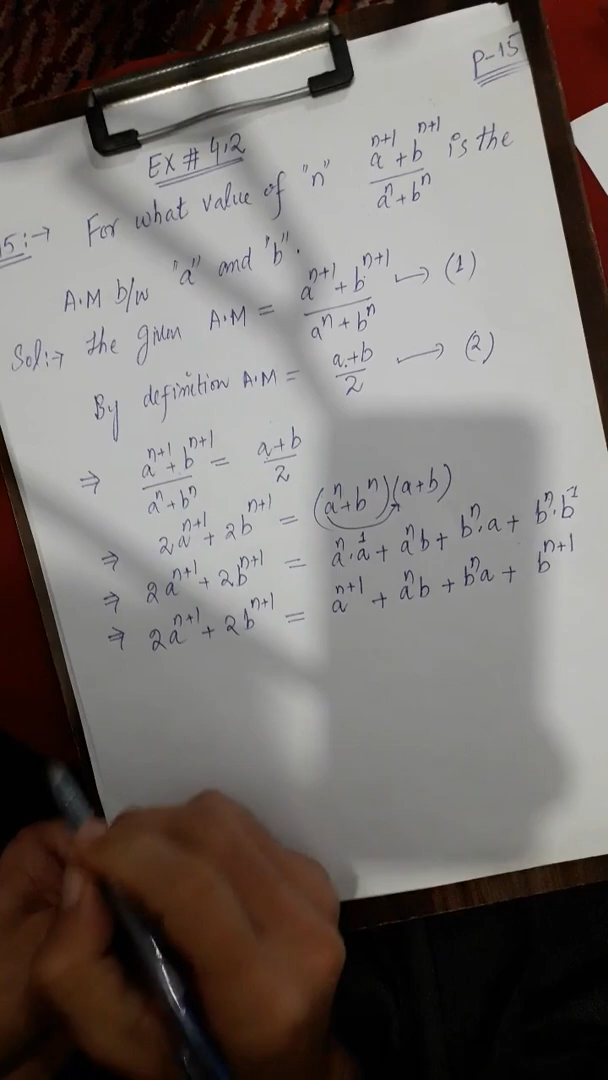 P-15
EX # 4.2
15:→ For what value of "n" (a^{n+1} + b^{n+1})/(a^n + b^n) is the
A.M b/w "a" and "b".
Sol:→ the given A.M = (a^{n+1} + b^{n+1})/(a^n + b^n) → (1)
By definition A.M = (a+b)/2 → (2)
⇒ (a^{n+1} + b^{n+1})/(a^n + b^n) = (a+b)/2
⇒ 2a^{n+1} + 2b^{n+1} = (a^n + b^n)(a+b)
⇒ 2a^{n+1} + 2b^{n+1} = a^n.a^1 + a^n b + b^n.a + b^n.b^1
⇒ 2a^{n+1} + 2b^{n+1} = a^{n+1} + a^n b + b^n a + b^{n+1}